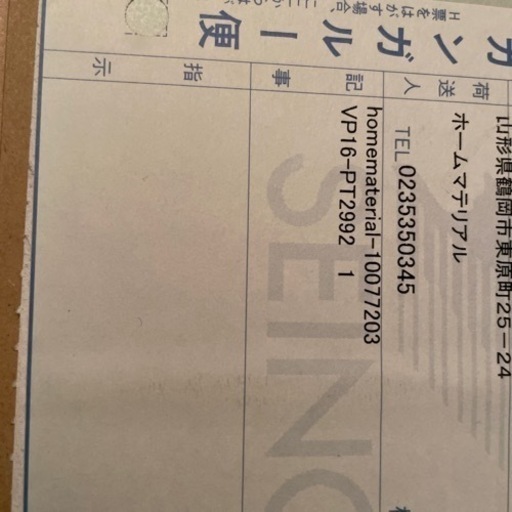 カンガルー便
荷送人
山形県鶴岡市東原町25-24
ホームマテリアル
TEL 0235350345
記事
homematerial-10077203
VP16-PT2992 1
指示
SEINO